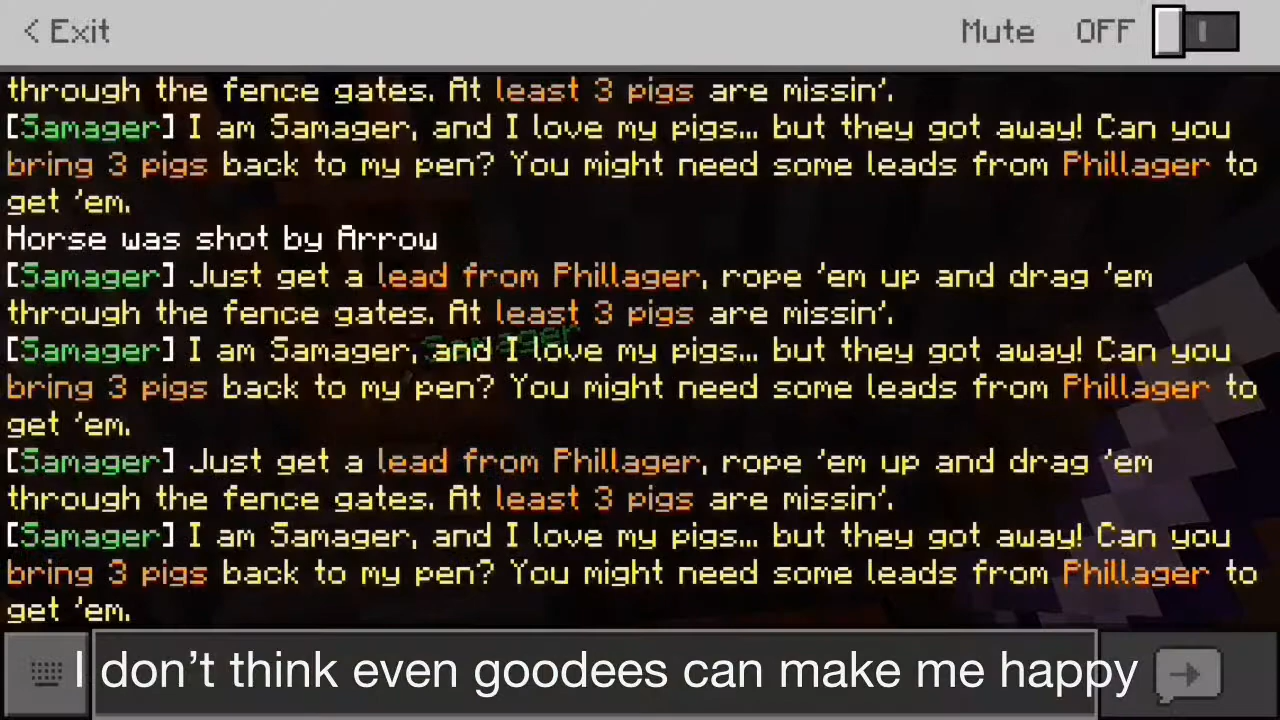 < Exit Mute OFF
through the fence gates. At least 3 pigs are missin'.
[Samager] I am Samager, and I love my pigs... but they got away! Can you
bring 3 pigs back to my pen? You might need some leads from Phillager to
get 'em.
Horse was shot by Arrow
[Samager] Just get a lead from Phillager, rope 'em up and drag 'em
through the fence gates. At least 3 pigs are missin'.
Samager
[Samager] I am Samager, and I love my pigs... but they got away! Can you
bring 3 pigs back to my pen? You might need some leads from Phillager to
get 'em.
[Samager] Just get a lead from Phillager, rope 'em up and drag 'em
through the fence gates. At least 3 pigs are missin'.
[Samager] I am Samager, and I love my pigs... but they got away! Can you
bring 3 pigs back to my pen? You might need some leads from Phillager to
get 'em.
I don't think even goodees can make me happy